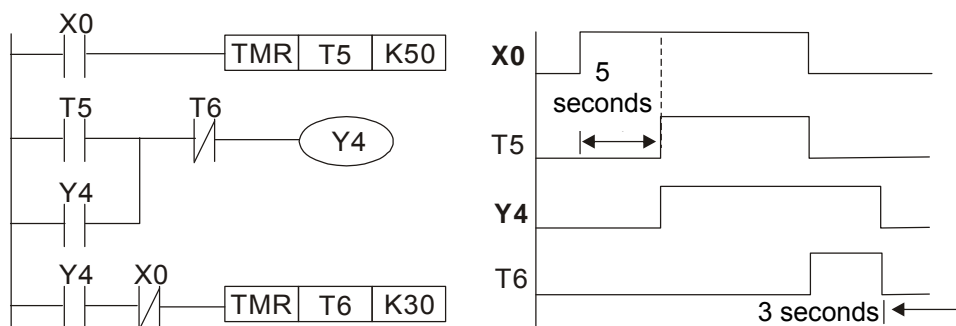 X0
TMR T5 K50
T5 T6
Y4
Y4
Y4 X0
TMR T6 K30
X0
5
seconds
T5
Y4
T6
3 seconds